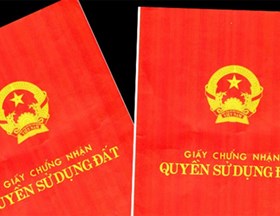 GIẤY CHỨNG NHẬN
UYỀN SỬ DỤNG ĐẤT
GIẤY CHỨNG NHẬN
QUYỀN SỬ DỤNG Đ